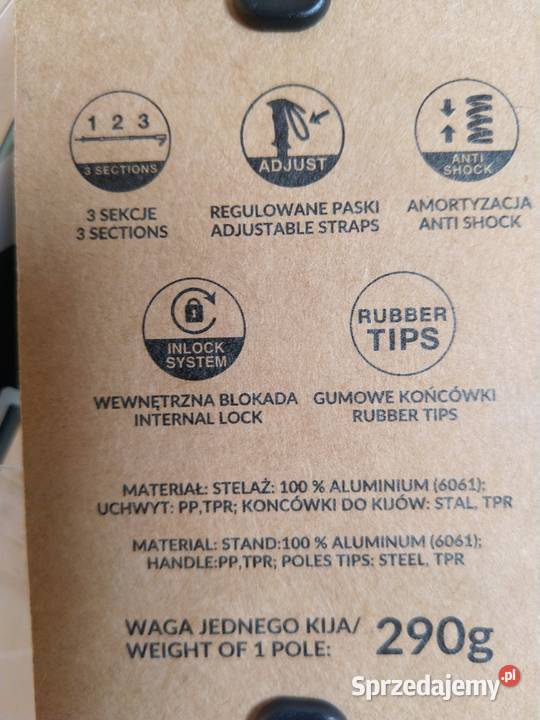 1 2 3
3 SECTIONS
3 SEKCJE
3 SECTIONS
ADJUST
REGULOWANE PASKI
ADJUSTABLE STRAPS
ANTI
SHOCK
AMORTYZACJA
ANTI SHOCK
INLOCK
SYSTEM
WEWNĘTRZNA BLOKADA
INTERNAL LOCK
RUBBER
TIPS
GUMOWE KOŃCÓWKI
RUBBER TIPS
MATERIAŁ: STELAŻ: 100 % ALUMINIUM (6061);
UCHWYT: PP,TPR; KONCÓWKI DO KIJÓW: STAL, TPR
MATERIAL: STAND:100 % ALUMINUM (6061);
HANDLE:PP,TPR; POLES TIPS: STEEL, TPR
WAGA JEDNEGO KIJA/
WEIGHT OF 1 POLE:
290g
Sprzedajemy.pl